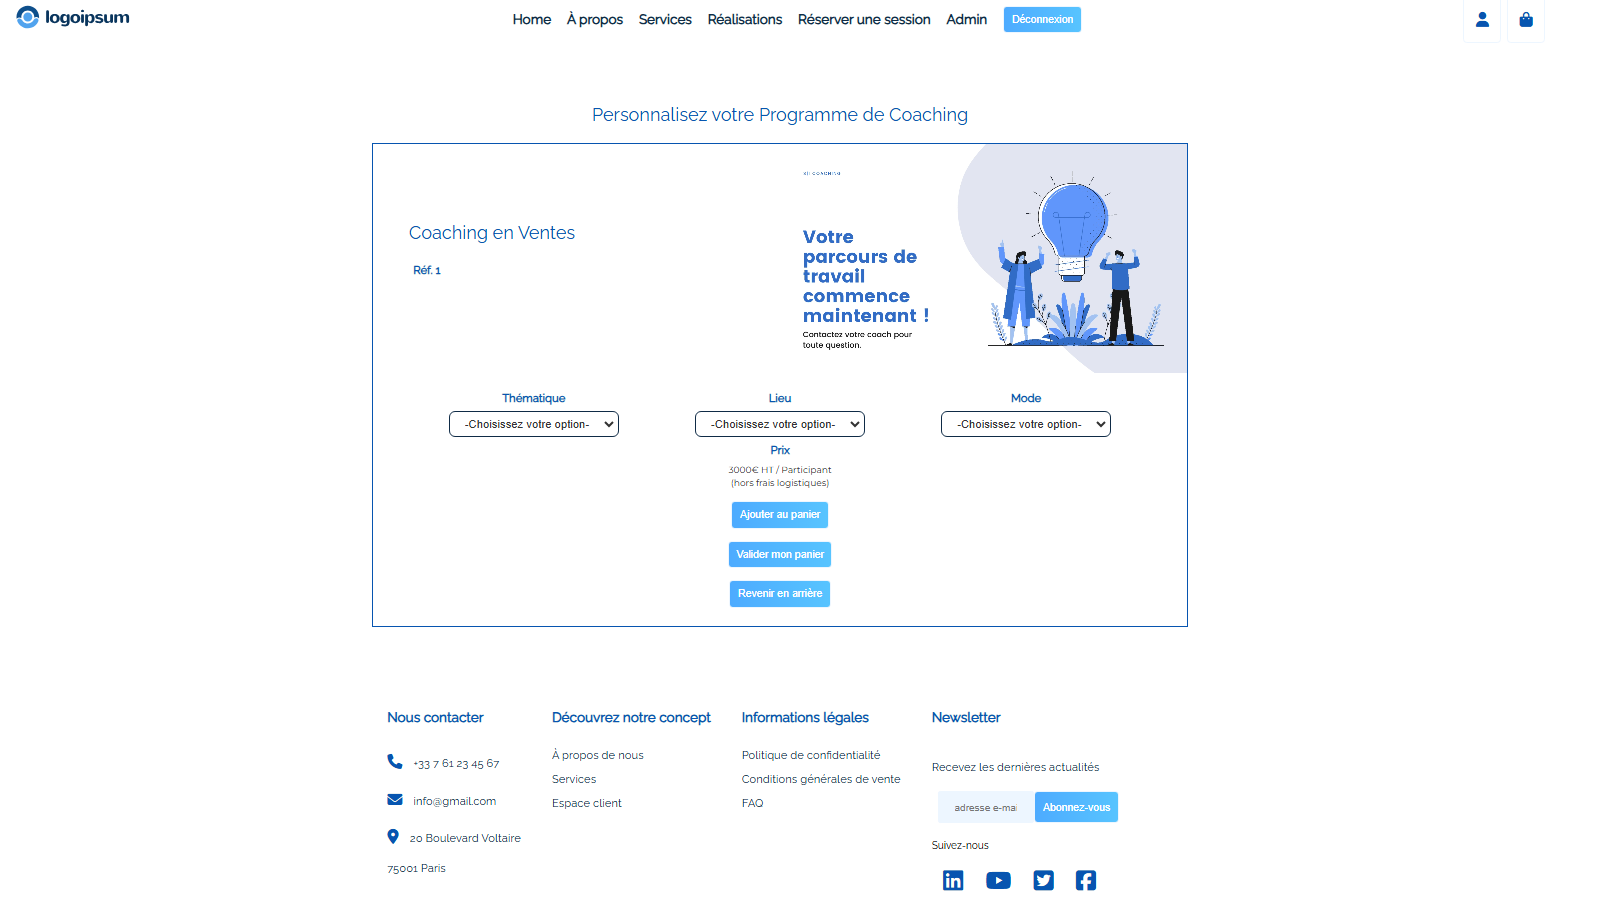 logoipsum
Home À propos Services Réalisations Réserver une session Admin Déconnexion
Personnalisez votre Programme de Coaching
Coaching en Ventes
Réf. 1
COACHING
Votre
parcours de
travail
commence
maintenant !
Contactez votre coach pour
toute question.
Thématique Lieu Mode
-Choisissez votre option- -Choisissez votre option- -Choisissez votre option-
Prix
3000€ HT / Participant
(hors frais logistiques)
Ajouter au panier
Valider mon panier
Revenir en arrière
Nous contacter
+33 7 61 23 45 67
info@gmail.com
20 Boulevard Voltaire
75001 Paris
Découvrez notre concept
À propos de nous
Services
Espace client
Informations légales
Politique de confidentialité
Conditions générales de vente
FAQ
Newsletter
Recevez les dernières actualités
adresse e-mai Abonnez-vous
Suivez-nous